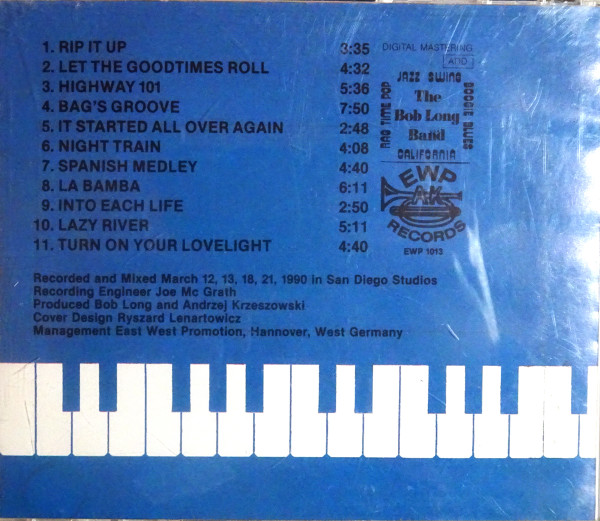 1. RIP IT UP 3:35
2. LET THE GOODTIMES ROLL 4:32
3. HIGHWAY 101 5:36
4. BAG'S GROOVE 7:50
5. IT STARTED ALL OVER AGAIN 2:48
6. NIGHT TRAIN 4:08
7. SPANISH MEDLEY 4:40
8. LA BAMBA 6:11
9. INTO EACH LIFE 2:50
10. LAZY RIVER 5:11
11. TURN ON YOUR LOVELIGHT 4:40
DIGITAL MASTERING
ADD
JAZZ SWING
RAG TIME POP
The
Bob Long
Band
BOOGIE BLUES
CALIFORNIA
EWP
A.K.
RECORDS
EWP 1013
Recorded and Mixed March 12, 13, 18, 21, 1990 in San Diego Studios
Recording Engineer Joe Mc Grath
Produced Bob Long and Andrzej Krzeszowski
Cover Design Ryszard Lenartowicz
Management East West Promotion, Hannover, West Germany